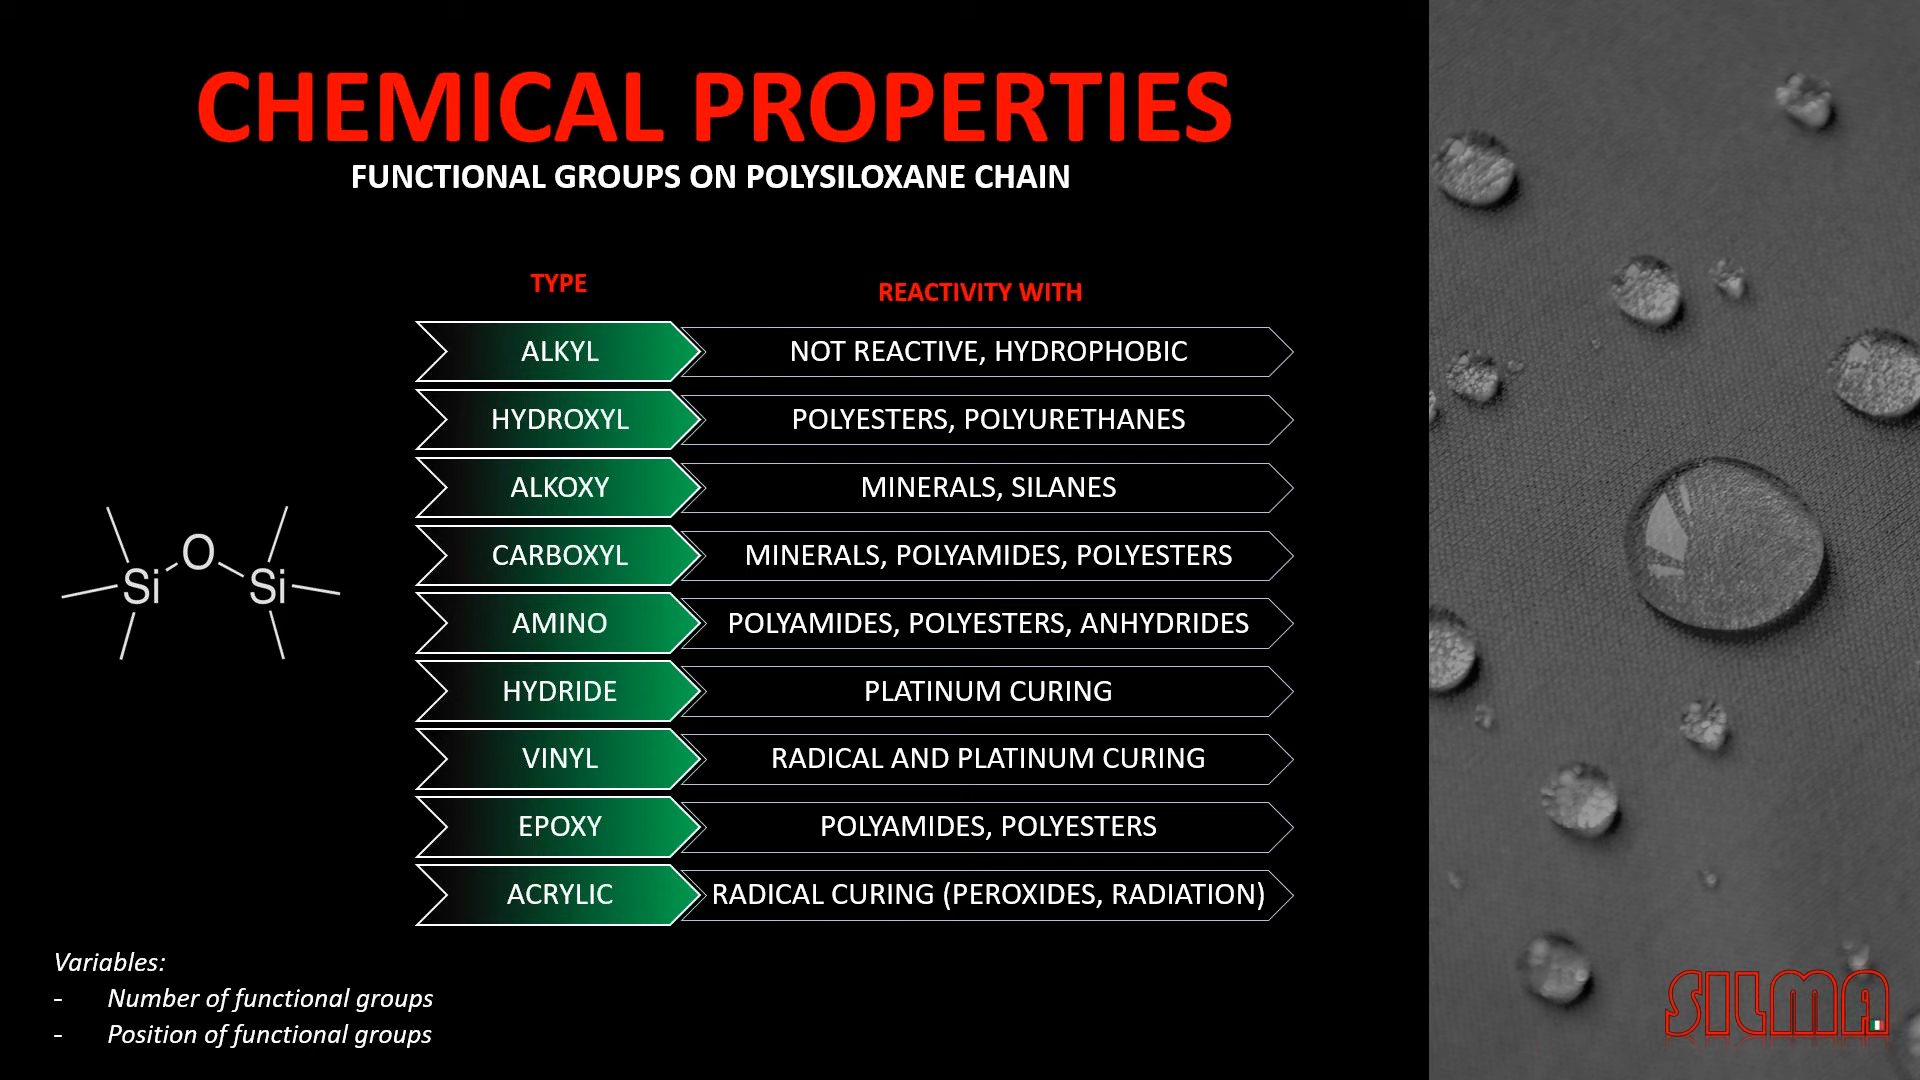 CHEMICAL PROPERTIES
FUNCTIONAL GROUPS ON POLYSILOXANE CHAIN
TYPE
REACTIVITY WITH
ALKYL
NOT REACTIVE, HYDROPHOBIC
HYDROXYL
POLYESTERS, POLYURETHANES
ALKOXY
MINERALS, SILANES
CARBOXYL
MINERALS, POLYAMIDES, POLYESTERS
AMINO
POLYAMIDES, POLYESTERS, ANHYDRIDES
HYDRIDE
PLATINUM CURING
VINYL
RADICAL AND PLATINUM CURING
EPOXY
POLYAMIDES, POLYESTERS
ACRYLIC
RADICAL CURING (PEROXIDES, RADIATION)
O
Si Si
Variables:
- Number of functional groups
- Position of functional groups
SILMA